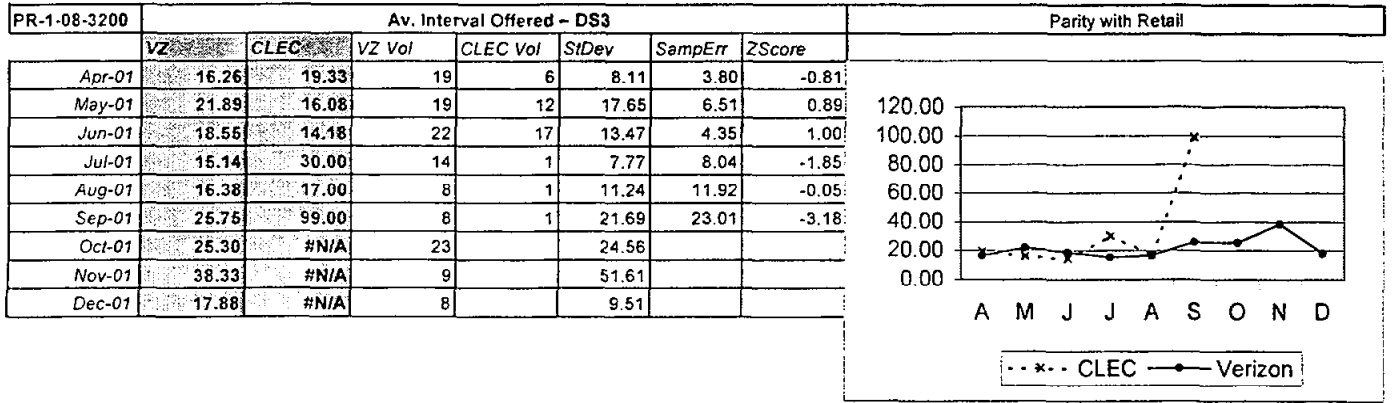 PR-1-08-3200 Av. Interval Offered – DS3 Parity with Retail
VZ CLEC VZ Vol CLEC Vol StDev SampErr ZScore
Apr-01 16.26 19.33 19 6 8.11 3.80 -0.81
May-01 21.89 16.08 19 12 17.65 6.51 0.89
Jun-01 18.55 14.18 22 17 13.47 4.35 1.00
Jul-01 15.14 30.00 14 1 7.77 8.04 -1.85
Aug-01 16.38 17.00 8 1 11.24 11.92 -0.05
Sep-01 25.75 99.00 8 1 21.69 23.01 -3.18
Oct-01 25.30 #N/A 23 24.56
Nov-01 38.33 #N/A 9 51.61
Dec-01 17.88 #N/A 8 9.51
120.00
100.00
80.00
60.00
40.00
20.00
0.00
A M J J A S O N D
CLEC Verizon